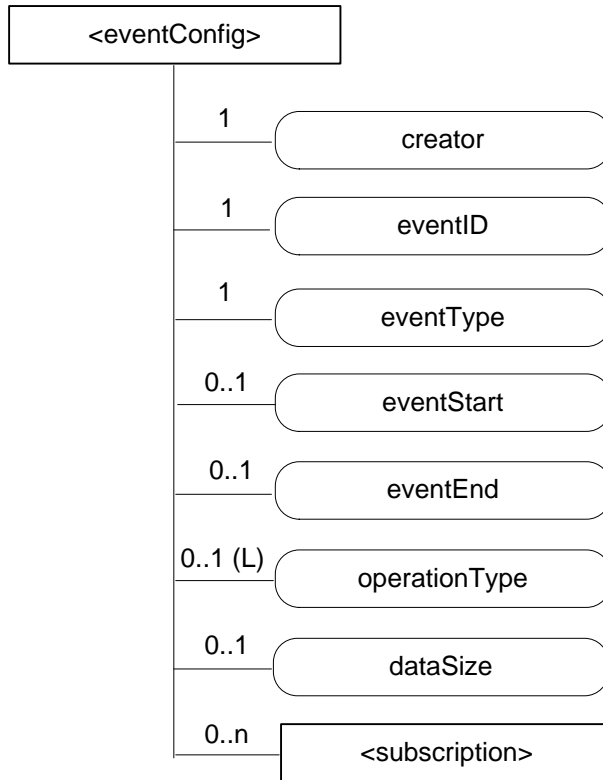 <eventConfig>
1
creator
1
eventID
1
eventType
0..1
eventStart
0..1
eventEnd
0..1 (L)
operationType
0..1
dataSize
0..n
<subscription>